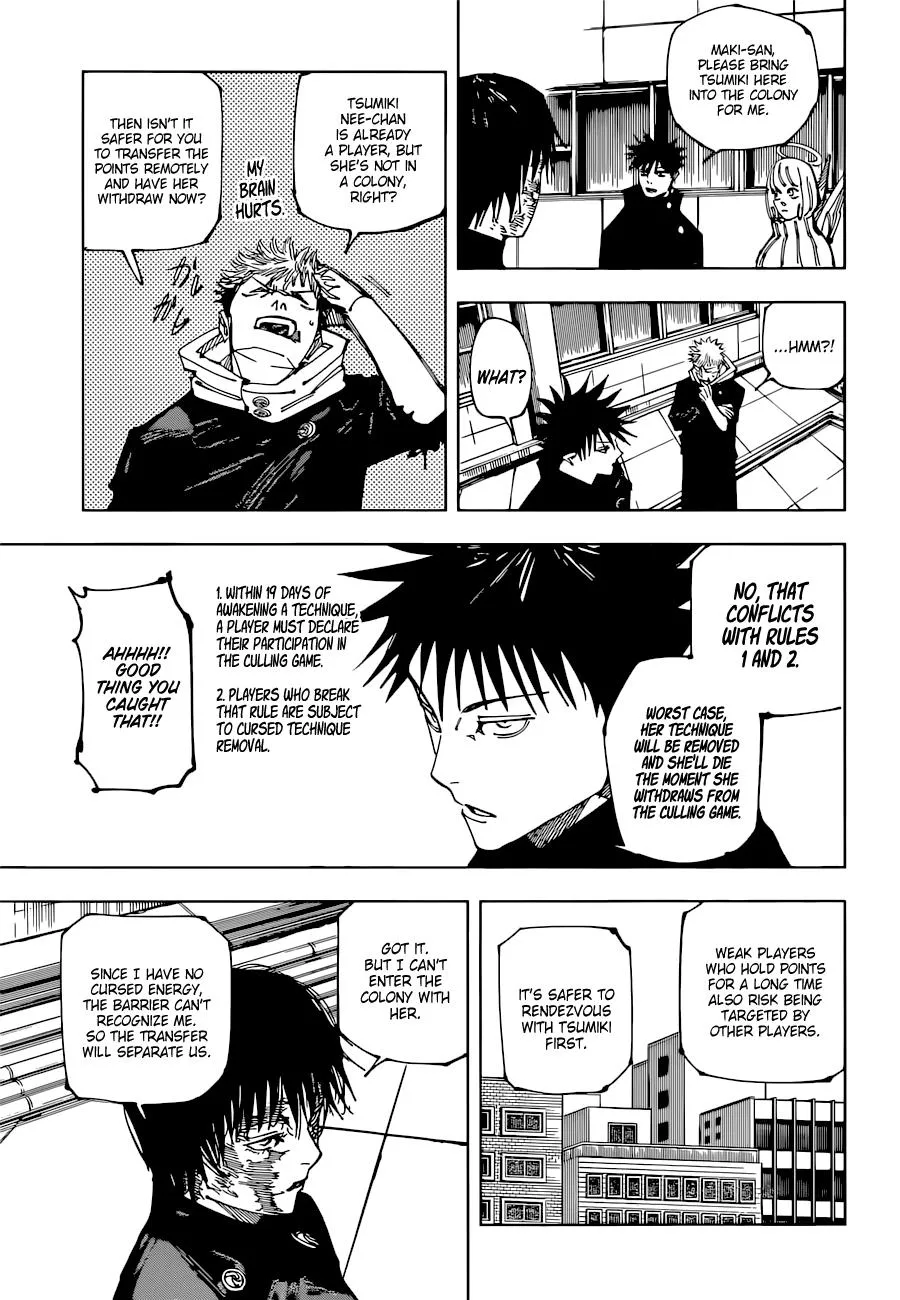 MAKI-SAN,
PLEASE BRING
TSUMIKI HERE
INTO THE COLONY
FOR ME.
TSUMIKI
NEE-CHAN
IS ALREADY
A PLAYER, BUT
SHE'S NOT IN
A COLONY,
RIGHT?
MY
BRAIN
HURTS.
THEN ISN'T IT
SAFER FOR YOU
TO TRANSFER THE
POINTS REMOTELY
AND HAVE HER
WITHDRAW NOW?
ガシ
ガシ
...HMM?!
WHAT?
NO, THAT
CONFLICTS
WITH RULES
1 AND 2.
WORST CASE,
HER TECHNIQUE
WILL BE REMOVED
AND SHE'LL DIE
THE MOMENT SHE
WITHDRAWS FROM
THE CULLING GAME.
1. WITHIN 19 DAYS OF
AWAKENING A TECHNIQUE,
A PLAYER MUST DECLARE
THEIR PARTICIPATION IN
THE CULLING GAME.
2. PLAYERS WHO BREAK
THAT RULE ARE SUBJECT
TO CURSED TECHNIQUE
REMOVAL.
AHHHH!!
GOOD
THING YOU
CAUGHT
THAT!!
WEAK PLAYERS
WHO HOLD POINTS
FOR A LONG TIME
ALSO RISK BEING
TARGETED BY
OTHER PLAYERS.
IT'S SAFER TO
RENDEZVOUS
WITH TSUMIKI
FIRST.
GOT IT.
BUT I CAN'T
ENTER THE
COLONY WITH
HER.
SINCE I HAVE NO
CURSED ENERGY,
THE BARRIER CAN'T
RECOGNIZE ME.
SO THE TRANSFER
WILL SEPARATE US.